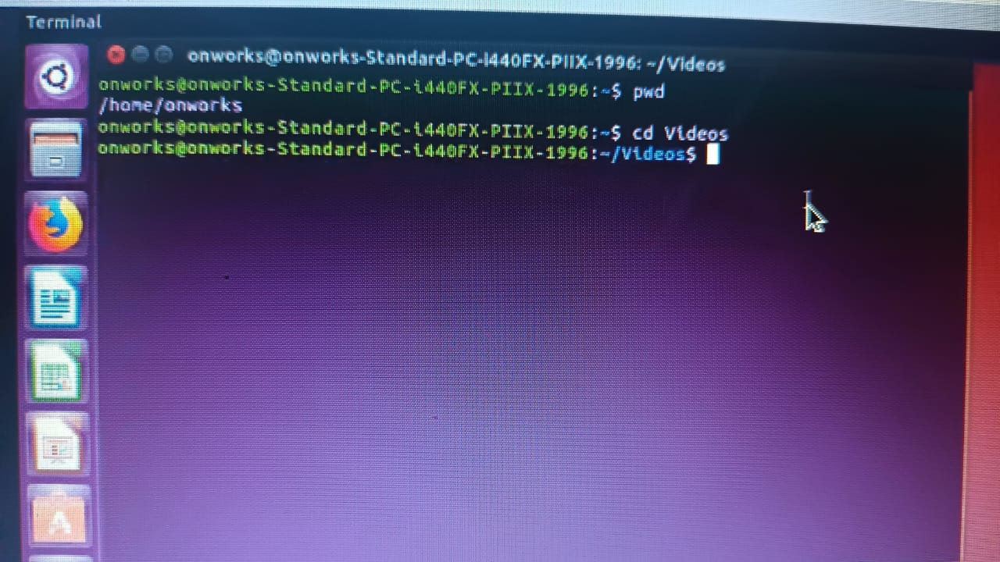 Terminal
onworks@onworks-Standard-PC-i440FX-PIIX-1996: ~/Videos
onworks@onworks-Standard-PC-i440FX-PIIX-1996:~$ pwd
/home/onworks
onworks@onworks-Standard-PC-i440FX-PIIX-1996:~$ cd Videos
onworks@onworks-Standard-PC-i440FX-PIIX-1996:~/Videos$
A